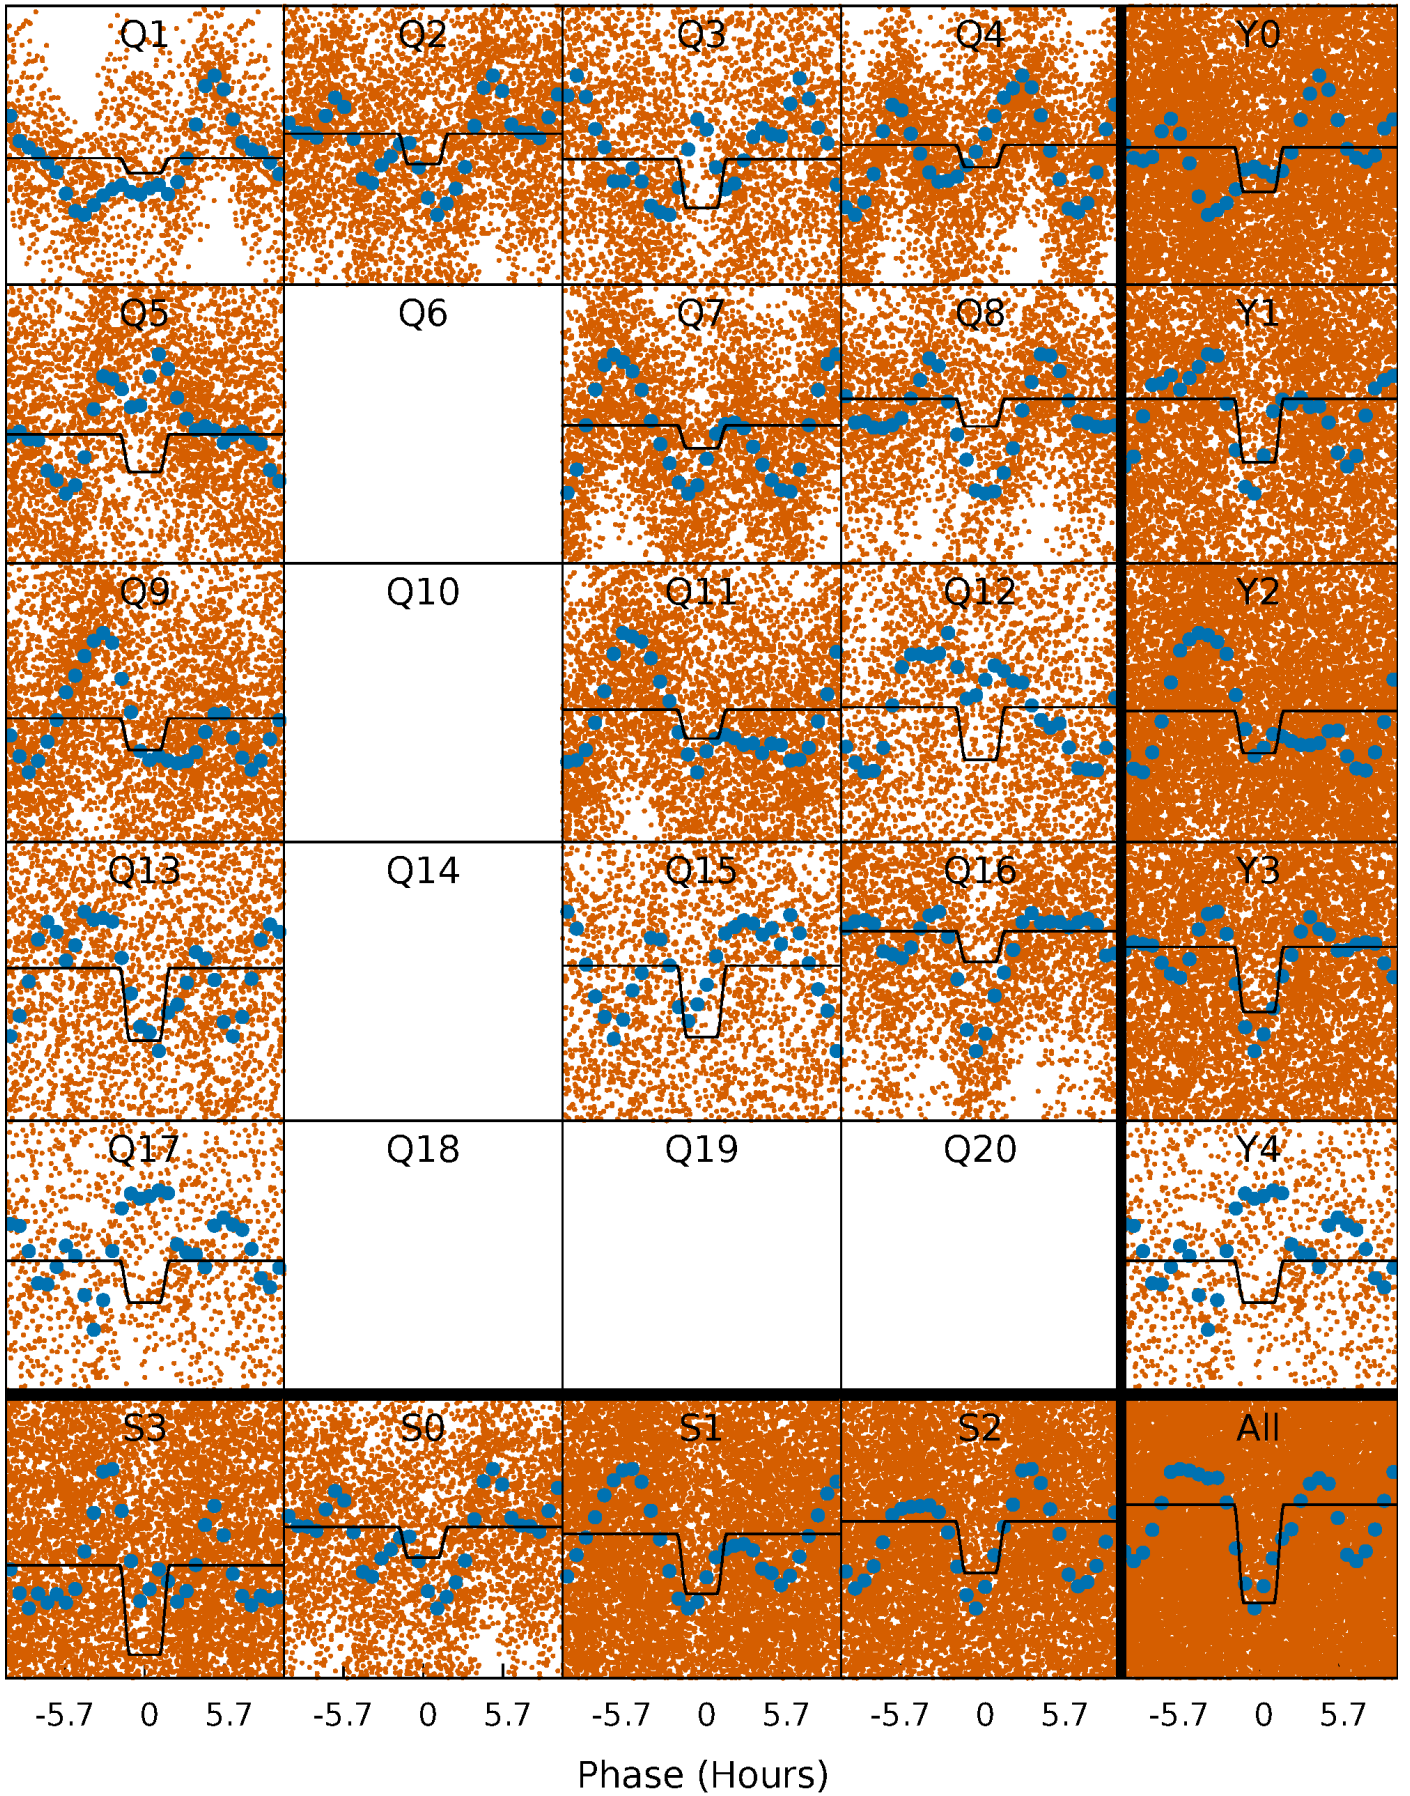 Q1 Q2 Q3 Q4 Y0
Q5 Q6 Q7 Q8 Y1
Q9 Q10 Q11 Q12 Y2
Q13 Q14 Q15 Q16 Y3
Q17 Q18 Q19 Q20 Y4
S3 S0 S1 S2 All
-5.7 0 5.7 -5.7 0 5.7 -5.7 0 5.7 -5.7 0 5.7 -5.7 0 5.7
Phase (Hours)